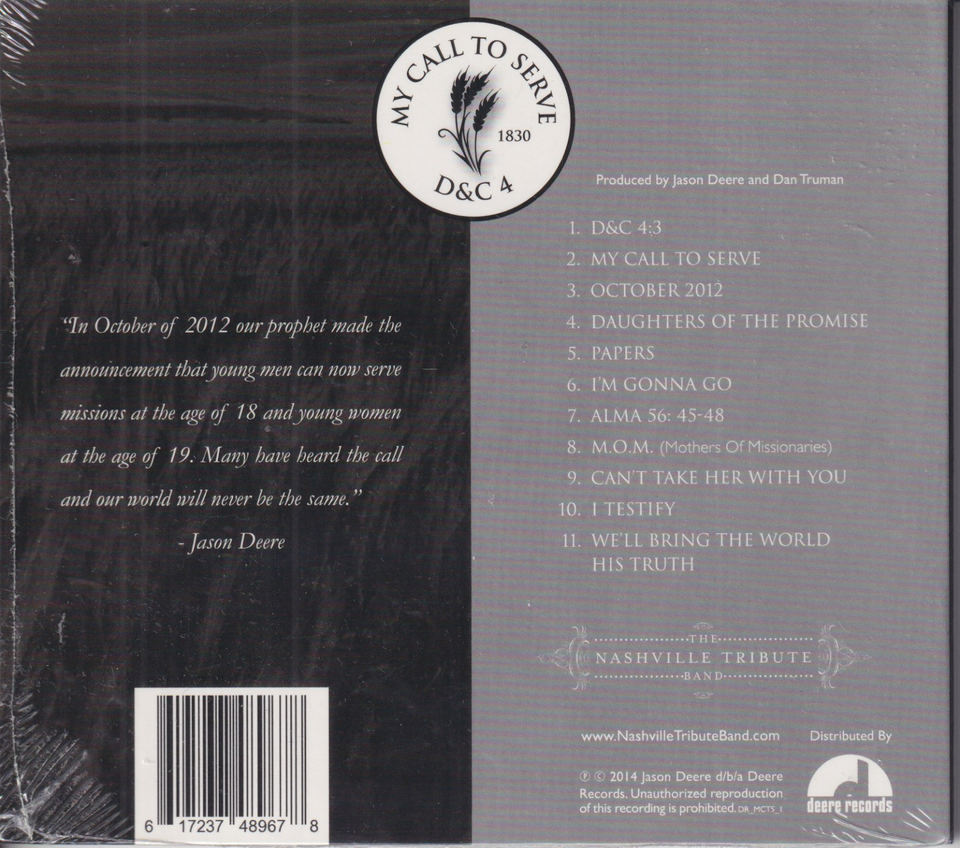 MY CALL TO SERVE
1830
D&C 4
"In October of 2012 our prophet made the
announcement that young men can now serve
missions at the age of 18 and young women
at the age of 19. Many have heard the call
and our world will never be the same."
- Jason Deere
6 17237 48967 8
Produced by Jason Deere and Dan Truman
1. D&C 4:3
2. MY CALL TO SERVE
3. OCTOBER 2012
4. DAUGHTERS OF THE PROMISE
5. PAPERS
6. I'M GONNA GO
7. ALMA 56: 45-48
8. M.O.M. (Mothers Of Missionaries)
9. CAN'T TAKE HER WITH YOU
10. I TESTIFY
11. WE'LL BRING THE WORLD
HIS TRUTH
THE
NASHVILLE TRIBUTE
BAND
www.NashvilleTributeBand.com
Distributed By
℗ © 2014 Jason Deere d/b/a Deere
Records. Unauthorized reproduction
of this recording is prohibited. DR_MCTS_1
d
deere records